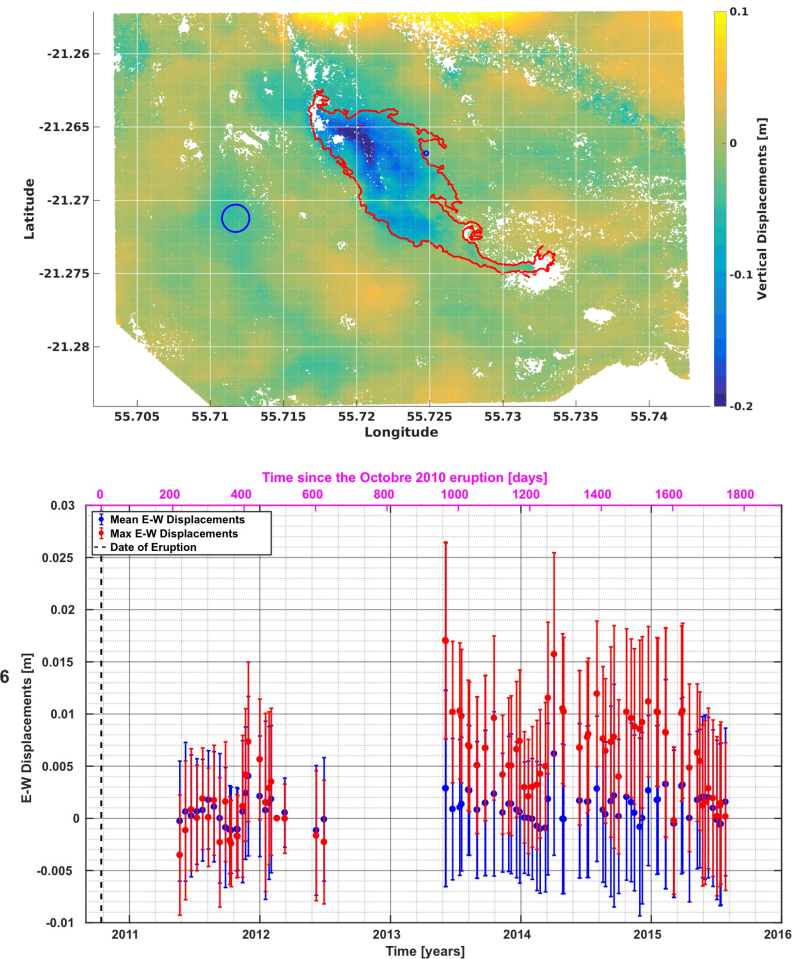 0.1
-21.26
-21.265
0
-21.27
Latitude
Vertical Displacements [m]
-21.275
-0.1
-21.28
-0.2
55.705 55.71 55.715 55.72 55.725 55.73 55.735 55.74
Longitude
Time since the Octobre 2010 eruption [days]
0 200 400 600 1000 1200 1400 1600 1800
0.03
Mean E-W Displacements
Max E-W Displacements
Date of Eruption
0.025
0.02
0.015
6
E-W Displacements [m]
0.01
0.005
0
-0.005
-0.01
2011 2012 2013 2014 2015 2016
Time [years]